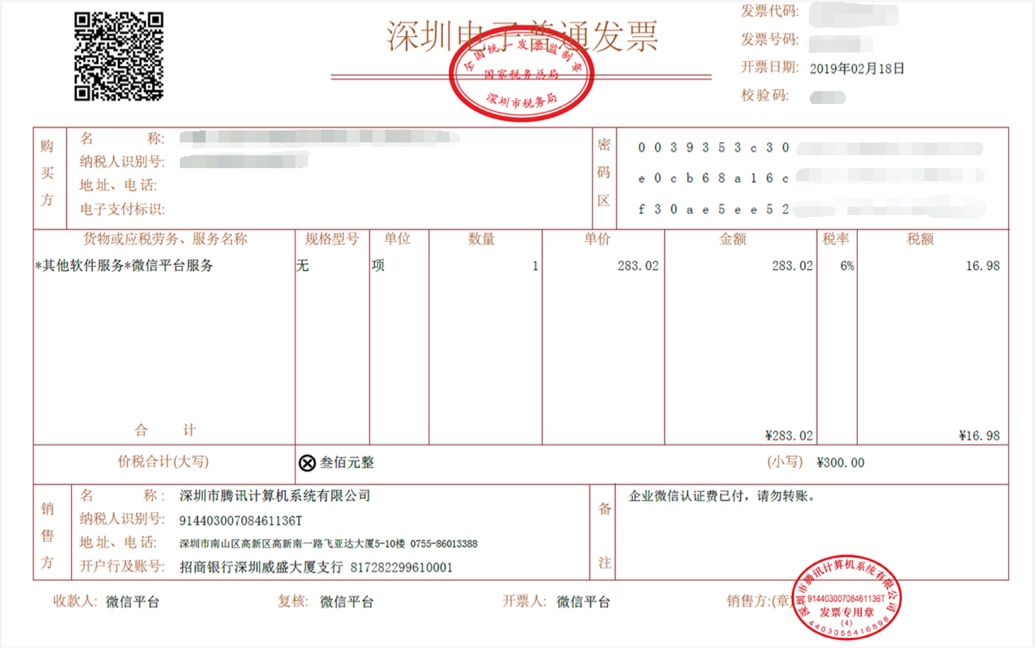 深圳电子普通发票
全国统一发票监制章
国家税务总局
深圳市税务局
发票代码:
发票号码:
开票日期: 2019年02月18日
校验码:
购买方
名 称:
纳税人识别号:
地址、电话:
电子支付标识:
密码区
0039353c30
e0cb68a16c
f30ae5ee52
货物或应税劳务、服务名称 规格型号 单位 数量 单价 金额 税率 税额
*其他软件服务*微信平台服务 无 项 1 283.02 283.02 6% 16.98
合 计 ¥283.02 ¥16.98
价税合计(大写) ⊗叁佰元整 (小写) ¥300.00
销售方
名 称: 深圳市腾讯计算机系统有限公司
纳税人识别号: 91440300708461136T
地址、电话: 深圳市南山区高新区高新南一路飞亚达大厦5-10楼 0755-86013388
开户行及账号: 招商银行深圳威盛大厦支行 817282299610001
备注
企业微信认证费已付，请勿转账。
收款人: 微信平台 复核: 微信平台 开票人: 微信平台 销售方:(章)
深圳市腾讯计算机系统有限公司
91440300708461136T
发票专用章
(4)
4403055416898